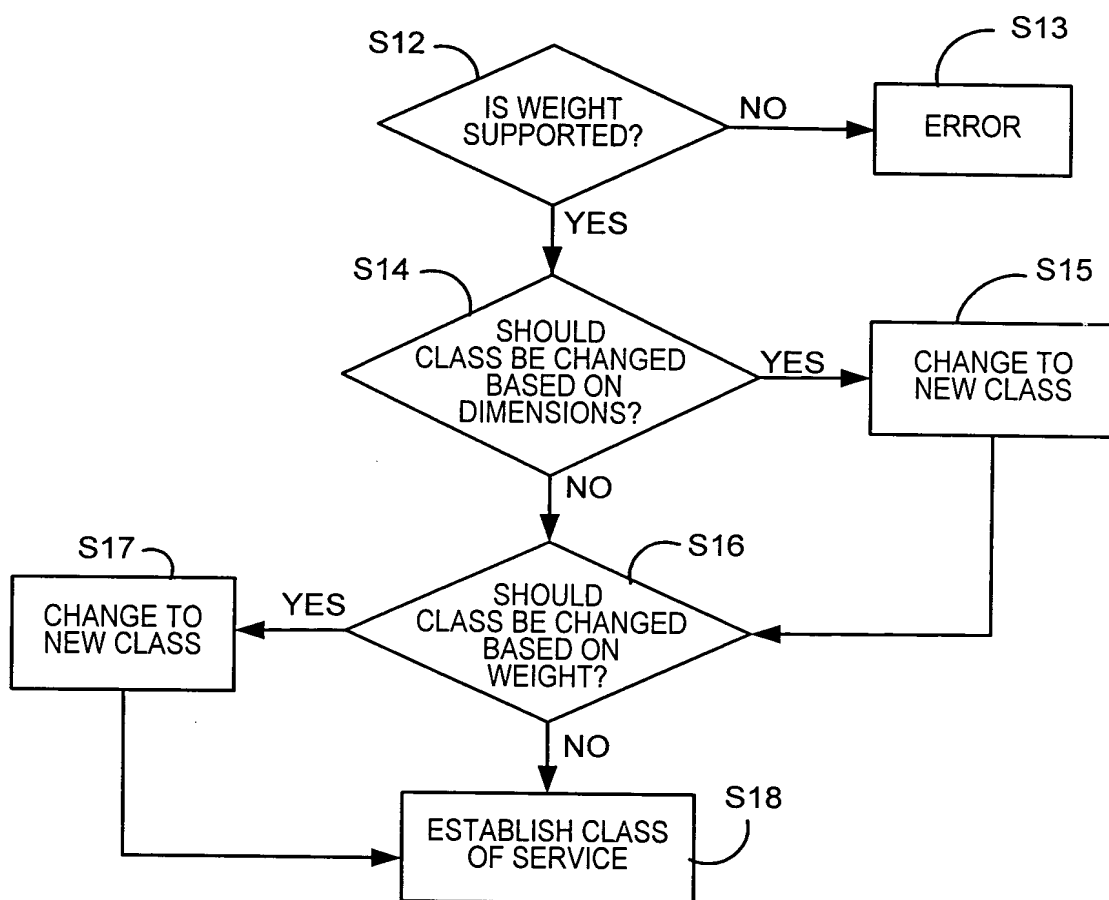 S12
S13
IS WEIGHT
SUPPORTED?
NO
ERROR
YES
S14
S15
SHOULD
CLASS BE CHANGED
BASED ON
DIMENSIONS?
YES
CHANGE TO
NEW CLASS
NO
S17
S16
CHANGE TO
NEW CLASS
YES
SHOULD
CLASS BE CHANGED
BASED ON
WEIGHT?
NO
S18
ESTABLISH CLASS
OF SERVICE